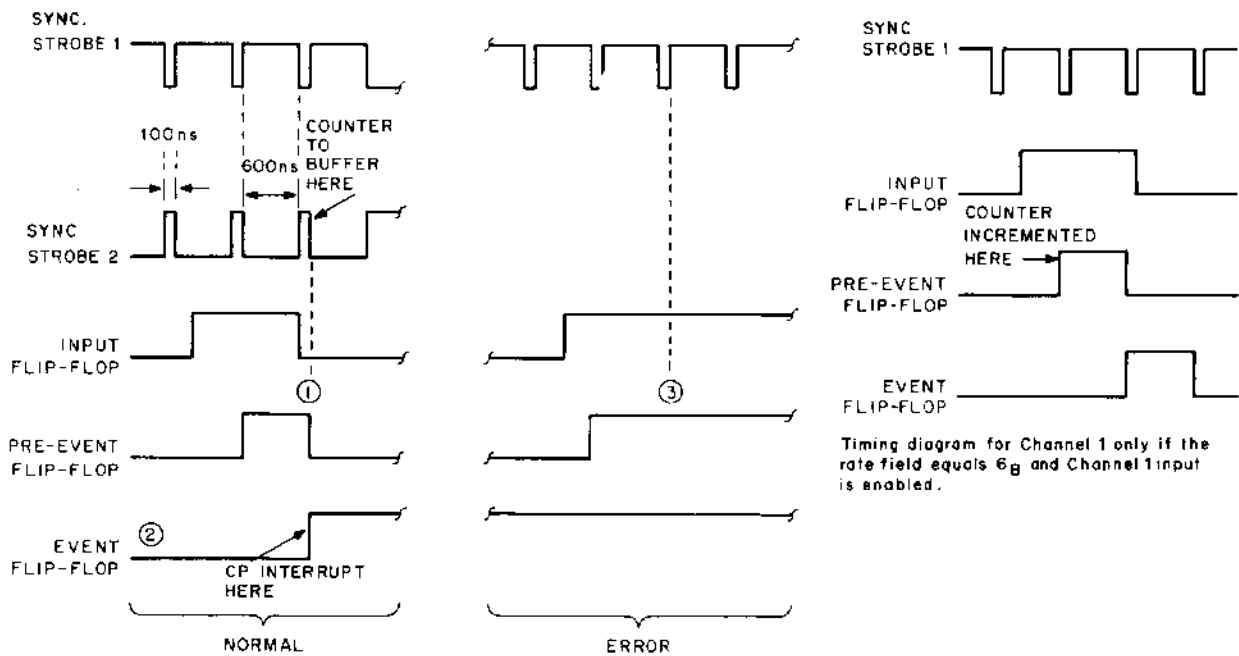 SYNC.
STROBE 1
100ns
600ns
COUNTER
TO
BUFFER
HERE
SYNC
STROBE 2
INPUT
FLIP-FLOP
①
PRE-EVENT
FLIP-FLOP
②
EVENT
FLIP-FLOP
CP INTERRUPT
HERE
NORMAL
③
ERROR
SYNC
STROBE 1
INPUT
FLIP-FLOP
COUNTER
INCREMENTED
HERE
PRE-EVENT
FLIP-FLOP
EVENT
FLIP-FLOP
Timing diagram for Channel 1 only if the
rate field equals 6₈ and Channel 1 input
is enabled.